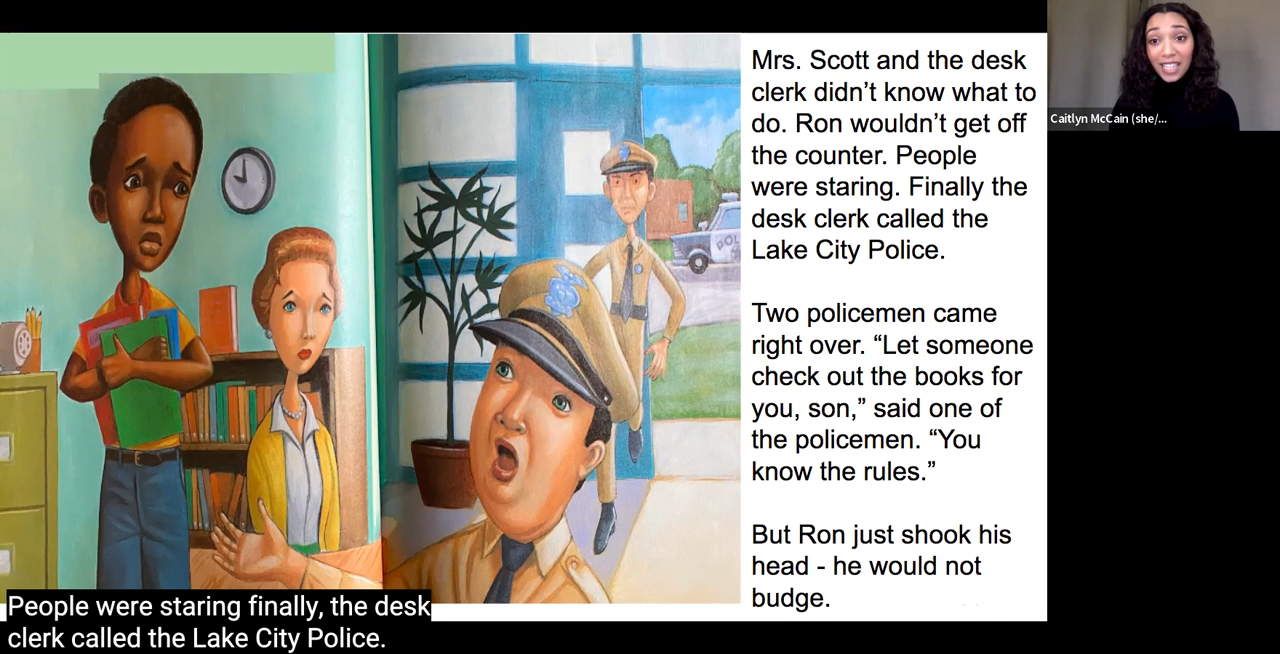 Mrs. Scott and the desk
clerk didn’t know what to
do. Ron wouldn’t get off
the counter. People
were staring. Finally the
desk clerk called the
Lake City Police.
Two policemen came
right over. “Let someone
check out the books for
you, son,” said one of
the policemen. “You
know the rules.”
But Ron just shook his
head - he would not
budge.
Caitlyn McCain (she/...
POL
People were staring finally, the desk
clerk called the Lake City Police.